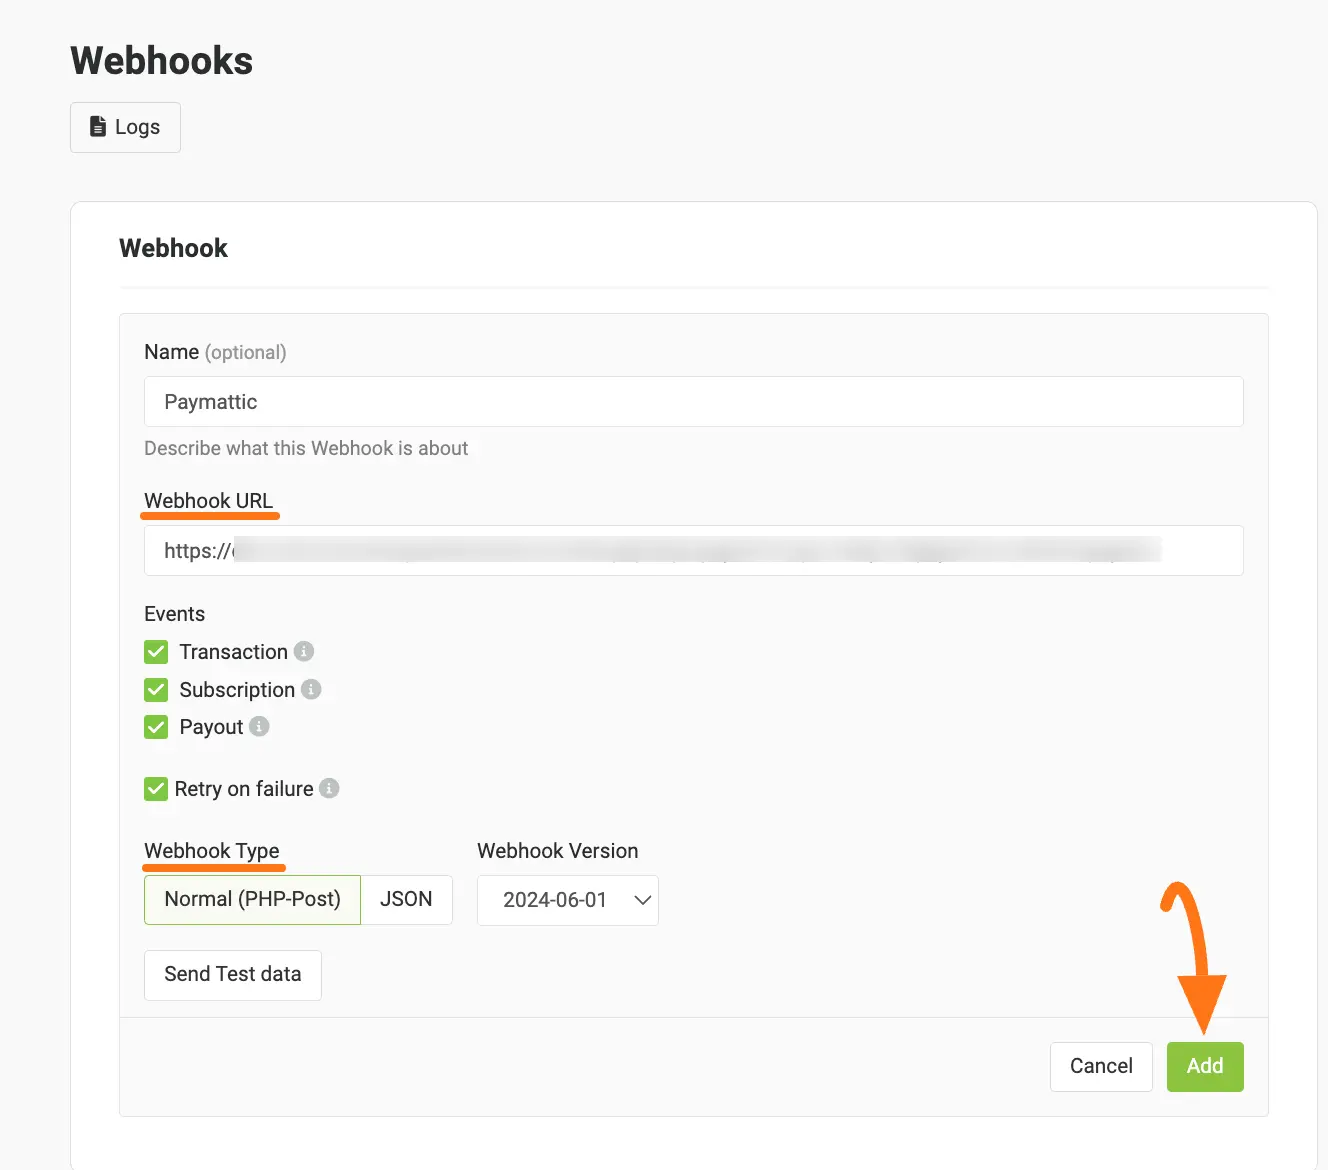 Webhooks
Logs
Webhook
Name (optional)
Paymattic
Describe what this Webhook is about
Webhook URL
https://
Events
Transaction
Subscription
Payout
Retry on failure
Webhook Type Webhook Version
Normal (PHP-Post) JSON 2024-06-01
Send Test data
Cancel Add